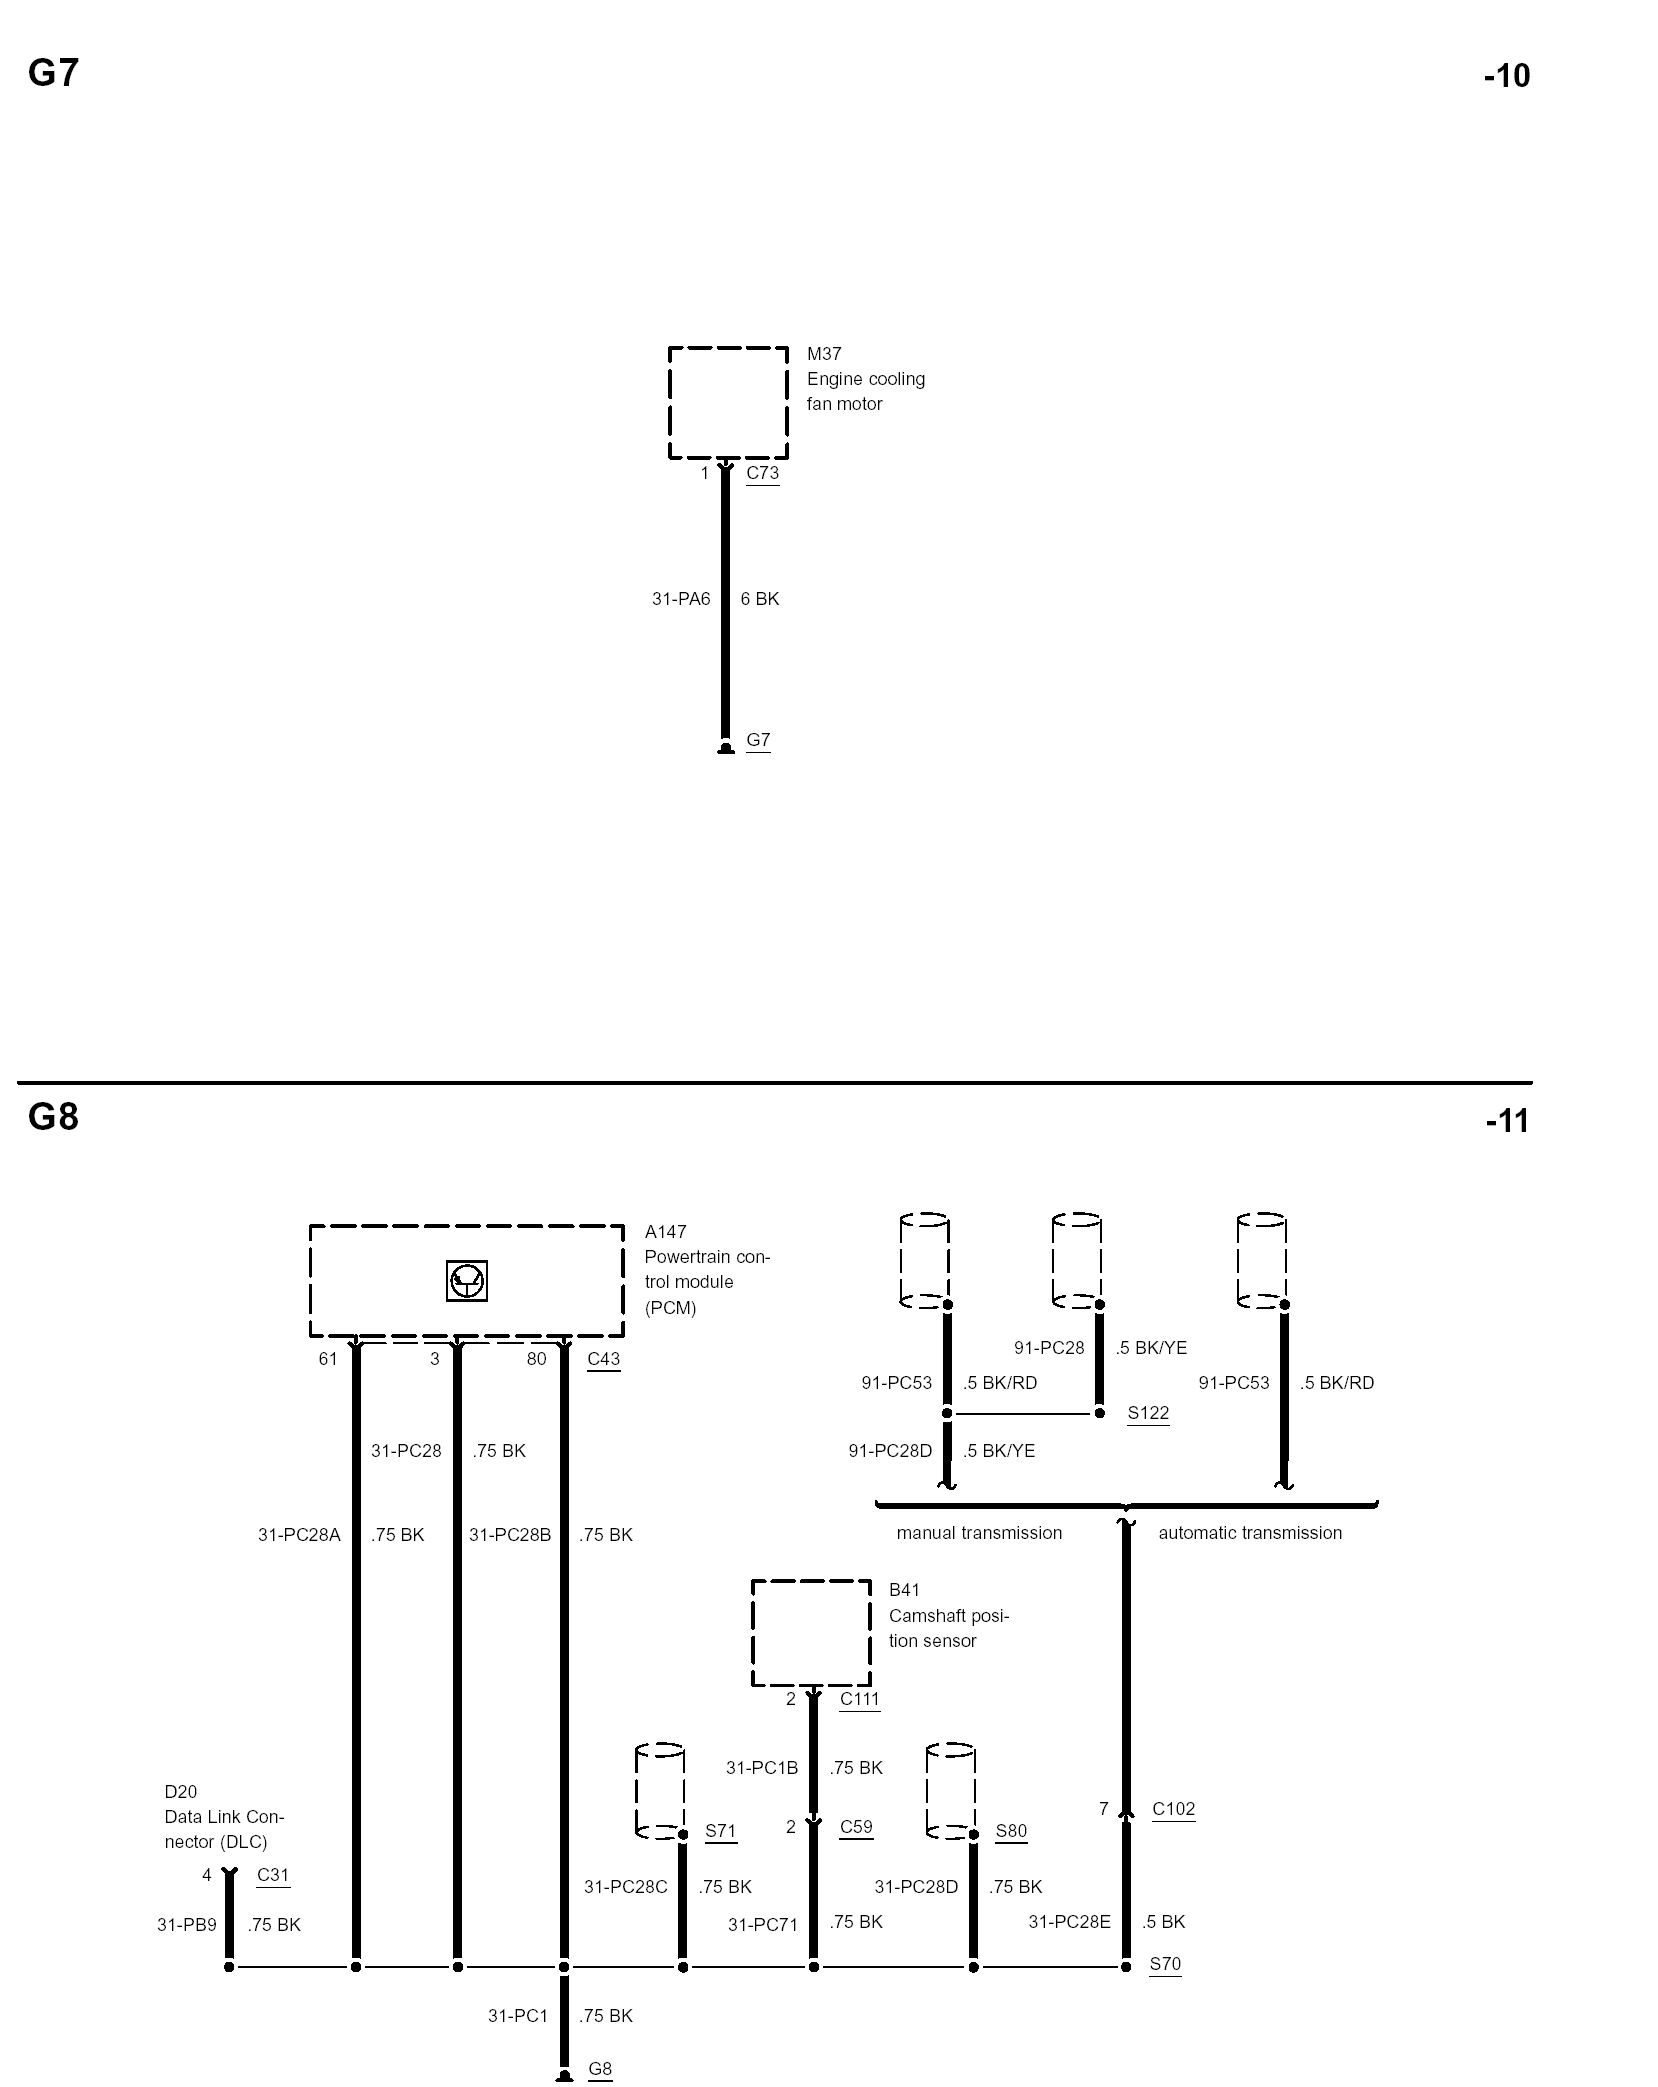 G7
-10
M37
Engine cooling
fan motor
1
C73
31-PA6
6 BK
G7
G8
-11
A147
Powertrain con-
trol module
(PCM)
61
3
80
C43
91-PC28
.5 BK/YE
91-PC53
.5 BK/RD
91-PC53
.5 BK/RD
S122
31-PC28
.75 BK
91-PC28D
.5 BK/YE
31-PC28A
.75 BK
31-PC28B
.75 BK
manual transmission
automatic transmission
B41
Camshaft posi-
tion sensor
2
C111
31-PC1B
.75 BK
D20
Data Link Con-
nector (DLC)
7
C102
S71
2
C59
S80
4
C31
31-PC28C
.75 BK
31-PC28D
.75 BK
31-PB9
.75 BK
31-PC71
.75 BK
31-PC28E
.5 BK
S70
31-PC1
.75 BK
G8